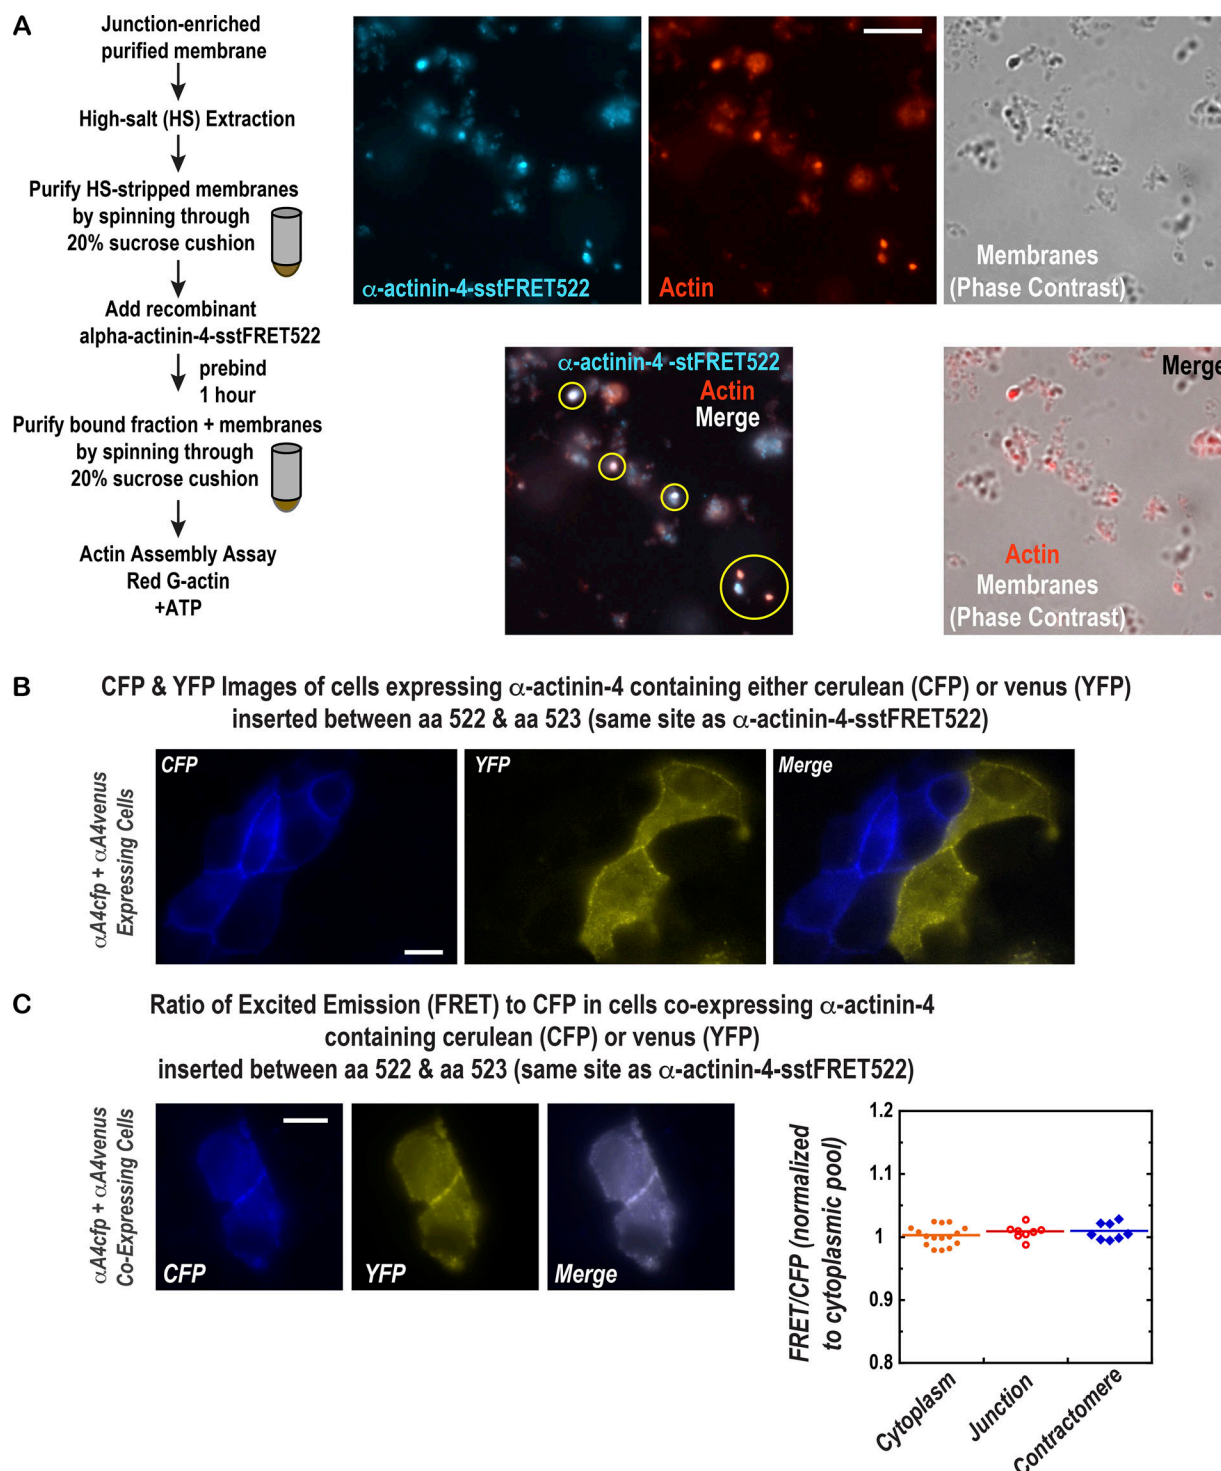 A
Junction-enriched
purified membrane
High-salt (HS) Extraction
Purify HS-stripped membranes
by spinning through
20% sucrose cushion
Add recombinant
alpha-actinin-4-sstFRET522
prebind
1 hour
Purify bound fraction + membranes
by spinning through
20% sucrose cushion
Actin Assembly Assay
Red G-actin
+ATP
α-actinin-4-sstFRET522
Actin
Membranes
(Phase Contrast)
α-actinin-4 -stFRET522
Actin
Merge
Merge
Actin
Membranes
(Phase Contrast)
B
CFP & YFP Images of cells expressing α-actinin-4 containing either cerulean (CFP) or venus (YFP)
inserted between aa 522 & aa 523 (same site as α-actinin-4-sstFRET522)
αA4cfp + αA4venus
Expressing Cells
CFP
YFP
Merge
C
Ratio of Excited Emission (FRET) to CFP in cells co-expressing α-actinin-4
containing cerulean (CFP) or venus (YFP)
inserted between aa 522 & aa 523 (same site as α-actinin-4-sstFRET522)
αA4cfp + αA4venus
Co-Expressing Cells
CFP
YFP
Merge
FRET/CFP (normalized
to cytoplasmic pool)
1.2
1.1
1
0.9
0.8
Cytoplasm
Junction
Contractomere